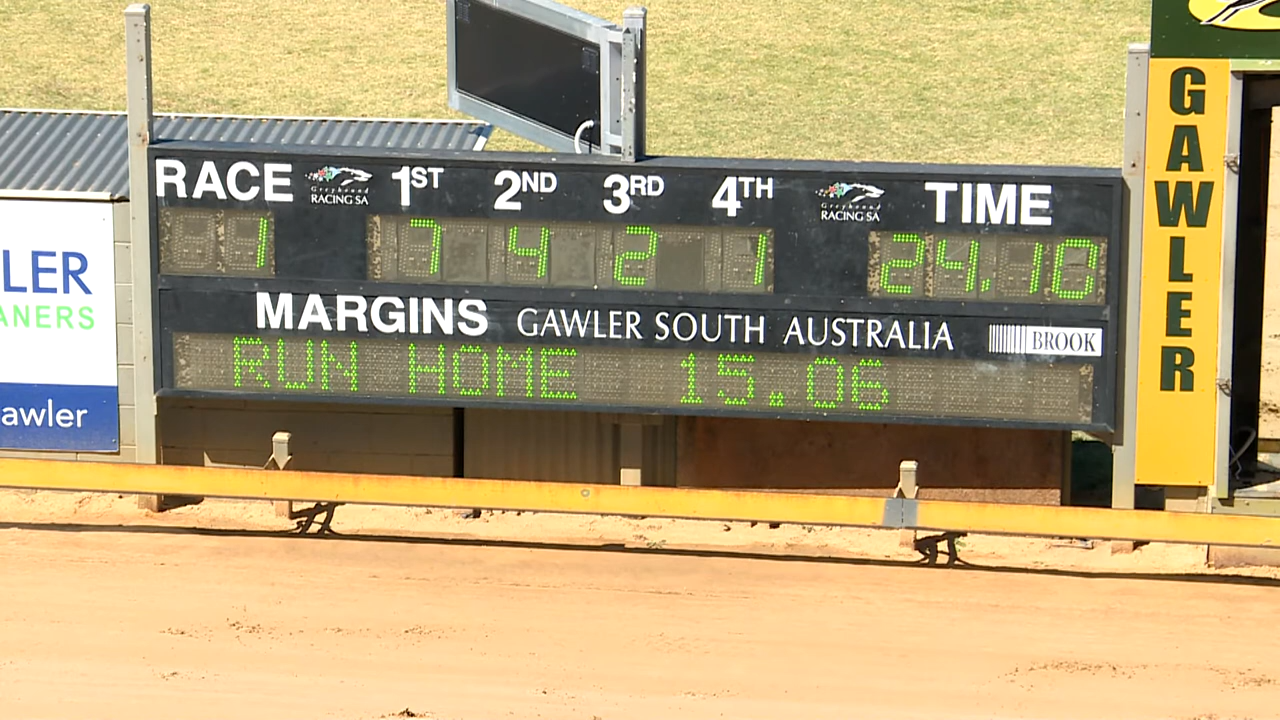 RACE Greyhound RACING SA 1ST 2ND 3RD 4TH Greyhound RACING SA TIME
1 7 4 2 1 24.18
MARGINS GAWLER SOUTH AUSTRALIA BROOK
RUN HOME 15.06
LER
ANERS
awler
GAWLER